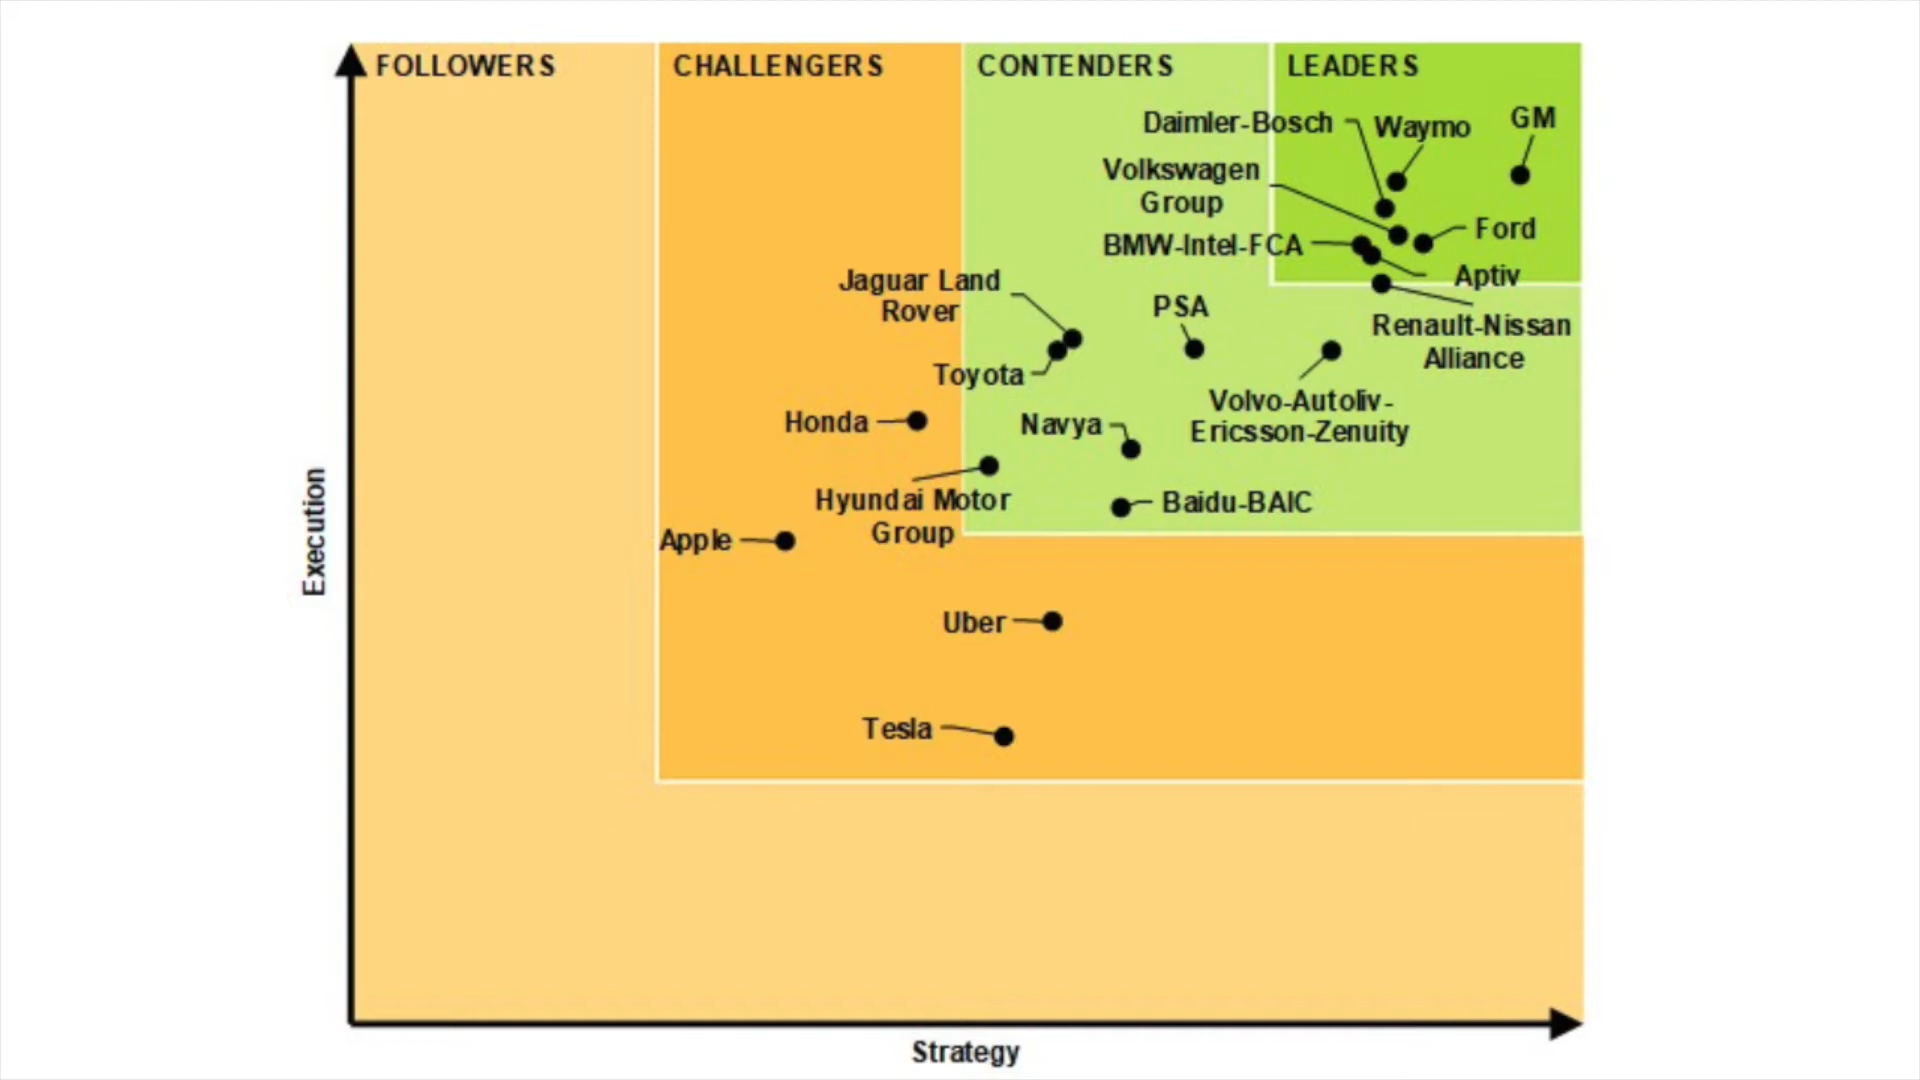 FOLLOWERS
CHALLENGERS
CONTENDERS
LEADERS
Daimler-Bosch
Waymo
GM
Volkswagen
Group
Ford
BMW-Intel-FCA
Aptiv
Jaguar Land
Rover
PSA
Renault-Nissan
Alliance
Toyota
Volvo-Autoliv-
Ericsson-Zenuity
Honda
Navya
Hyundai Motor
Group
Baidu-BAIC
Apple
Uber
Tesla
Execution
Strategy